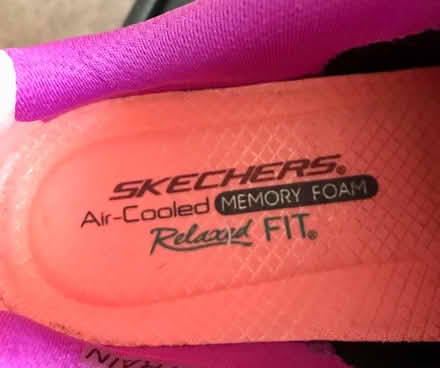 SKECHERS®
Air-Cooled MEMORY FOAM
Relaxed FIT®